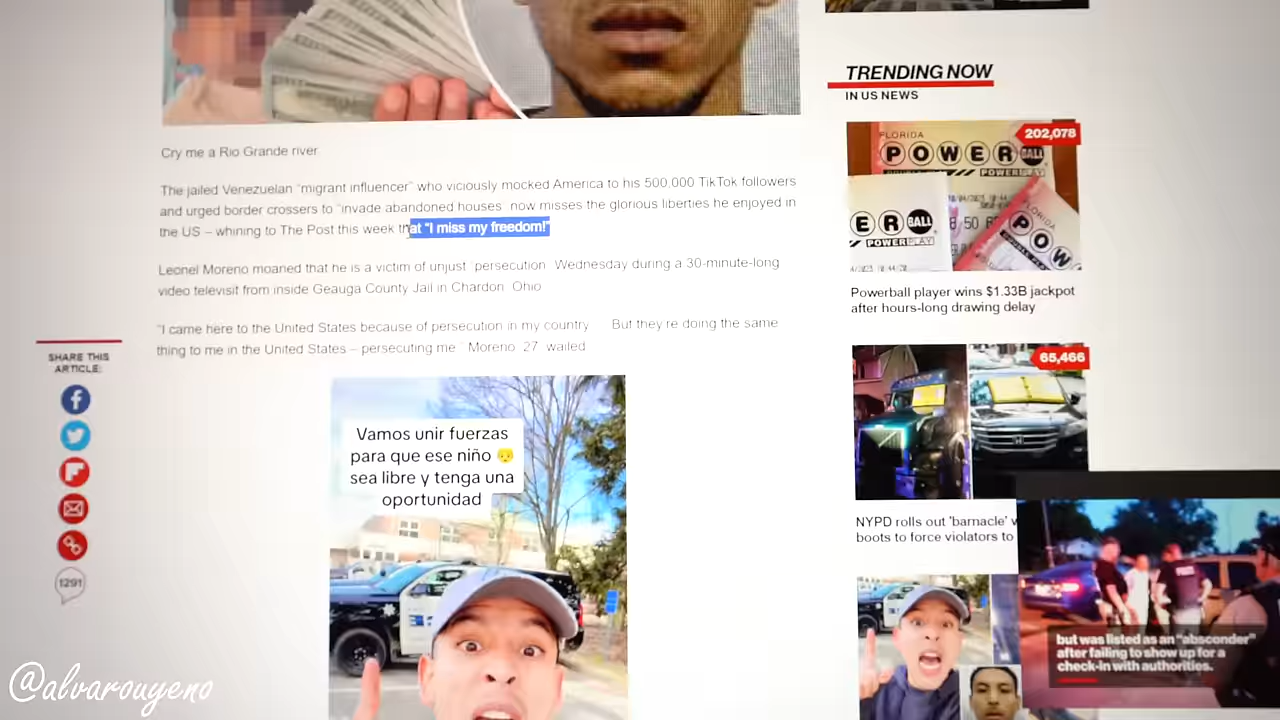 Cry me a Rio Grande river
The jailed Venezuelan "migrant influencer" who viciously mocked America to his 500,000 TikTok followers
and urged border crossers to "invade abandoned houses now misses the glorious liberties he enjoyed in
the US – whining to The Post this week that "I miss my freedom!"
Leonel Moreno moaned that he is a victim of unjust persecution Wednesday during a 30-minute-long
video televisit from inside Geauga County Jail in Chardon Ohio
"I came here to the United States because of persecution in my country But they're doing the same
thing to me in the United States – persecuting me Moreno 27 wailed
SHARE THIS
ARTICLE:
1291
Vamos unir fuerzas
para que ese niño 😔
sea libre y tenga una
oportunidad
TRENDING NOW
IN US NEWS
202,078
FLORIDA
POWERBALL
POWERPLAY
ERBALL
POWERPLAY
FLORIDA
POW
Powerball player wins $1.33B jackpot
after hours-long drawing delay
65,466
NYPD rolls out 'barnacle'
boots to force violators to
but was listed as an "absconder"
after failing to show up for a
check-in with authorities.
@alvarouyeno